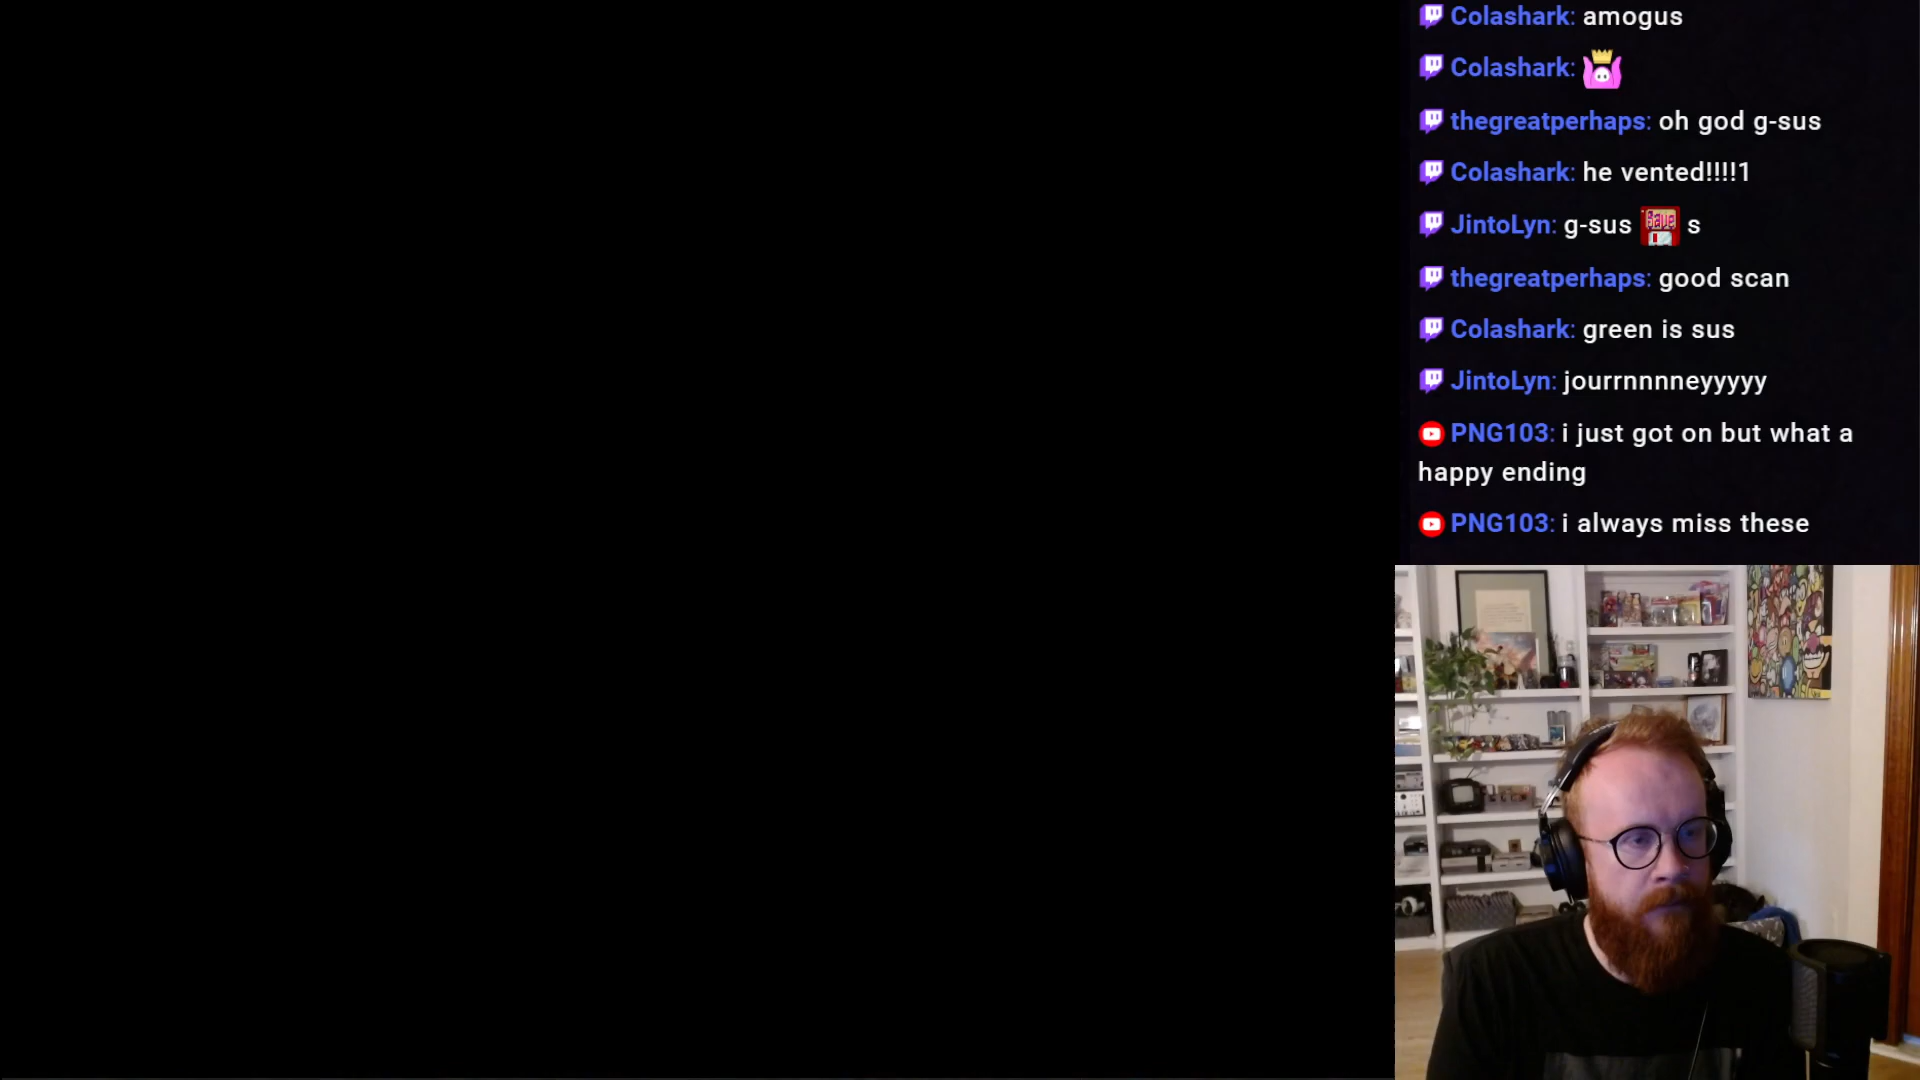 Colashark: amogus
Colashark:
thegreatperhaps: oh god g-sus
Colashark: he vented!!!!1
JintoLyn: g-sus Save s
thegreatperhaps: good scan
Colashark: green is sus
JintoLyn: jourrnnnneyyyyy
PNG103: i just got on but what a
happy ending
PNG103: i always miss these